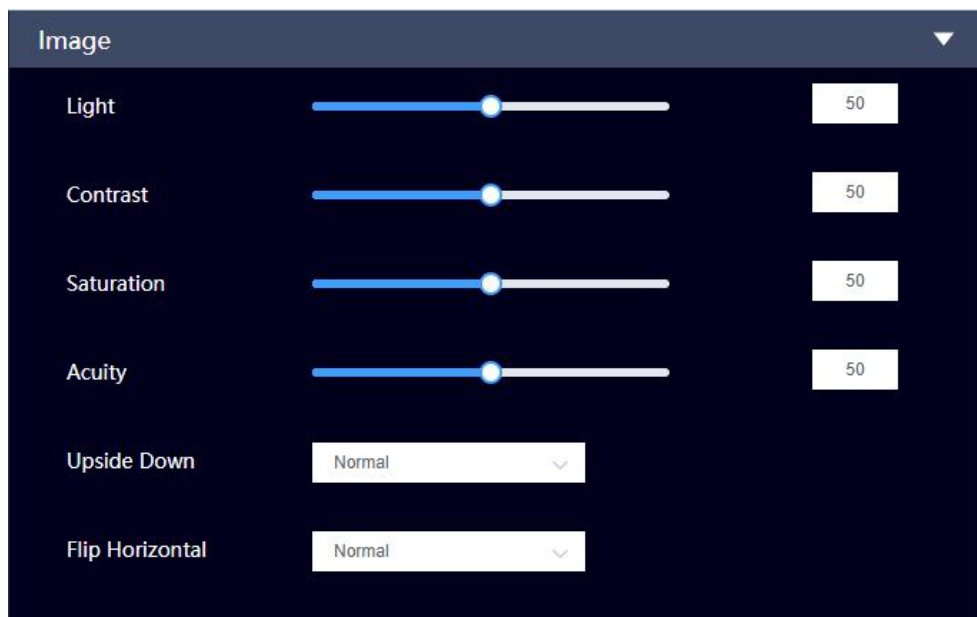 Image
Light 50
Contrast 50
Saturation 50
Acuity 50
Upside Down Normal
Flip Horizontal Normal